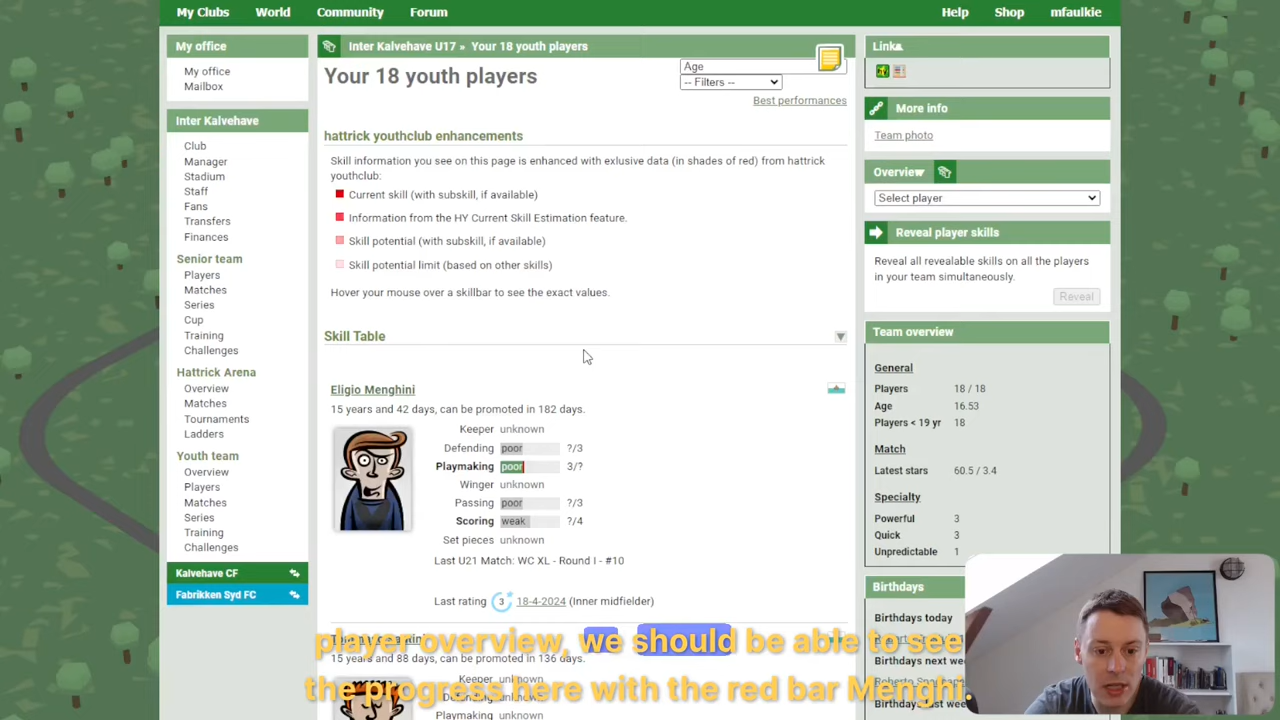 My Clubs World Community Forum Help Shop mfaulkie
My office
My office
Mailbox
Inter Kalvehave
Club
Manager
Stadium
Staff
Fans
Transfers
Finances
Senior team
Players
Matches
Series
Cup
Training
Challenges
Hattrick Arena
Overview
Matches
Tournaments
Ladders
Youth team
Overview
Players
Matches
Series
Training
Challenges
Kalvehave CF
Fabrikken Syd FC
Inter Kalvehave U17 » Your 18 youth players
Your 18 youth players
Age
-- Filters --
Best performances
hattrick youthclub enhancements
Skill information you see on this page is enhanced with exlusive data (in shades of red) from hattrick
youthclub:
Current skill (with subskill, if available)
Information from the HY Current Skill Estimation feature.
Skill potential (with subskill, if available)
Skill potential limit (based on other skills)
Hover your mouse over a skillbar to see the exact values.
Skill Table
Eligio Menghini
15 years and 42 days, can be promoted in 182 days.
Keeper unknown
Defending poor ?/3
Playmaking poor 3/?
Winger unknown
Passing poor ?/3
Scoring weak ?/4
Set pieces unknown
Last U21 Match: WC XL - Round I - #10
Last rating 3 18-4-2024 (Inner midfielder)
15 years and 88 days, can be promoted in 136 days.
Keeper unknown
Defending unknown
Playmaking
Links
More info
Team photo
Overview
Select player
Reveal player skills
Reveal all revealable skills on all the players
in your team simultaneously.
Reveal
Team overview
General
Players 18 / 18
Age 16.53
Players < 19 yr 18
Match
Latest stars 60.5 / 3.4
Specialty
Powerful 3
Quick 3
Unpredictable 1
Birthdays
Birthdays today
Birthdays next
player overview, we should be able to see
the progress here with the red bar Menghi.